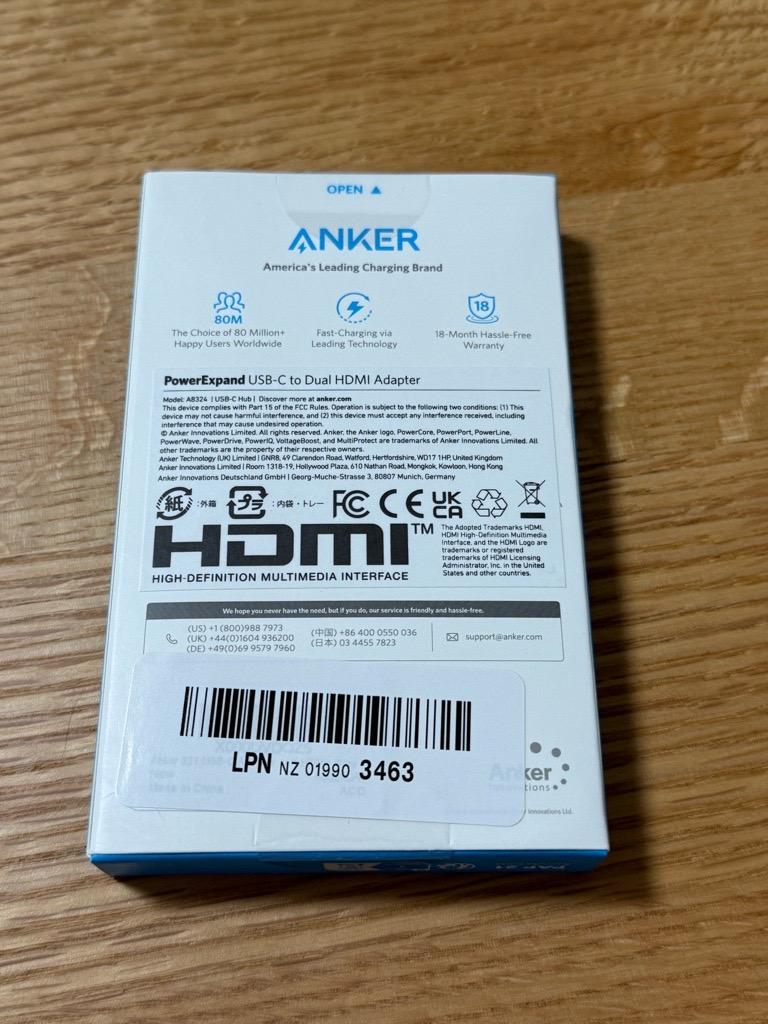 OPEN ▲
ANKER
America's Leading Charging Brand
80M
18
The Choice of 80 Million+
Happy Users Worldwide
Fast-Charging via
Leading Technology
18-Month Hassle-Free
Warranty
PowerExpand USB-C to Dual HDMI Adapter
Model: A8324 | USB-C Hub | Discover more at anker.com
This device complies with Part 15 of the FCC Rules. Operation is subject to the following two conditions: (1) This
device may not cause harmful interference, and (2) this device must accept any interference received, including
interference that may cause undesired operation.
© Anker Innovations Limited. All rights reserved. Anker, the Anker logo, PowerCore, PowerPort, PowerLine,
PowerWave, PowerDrive, PowerIQ, VoltageBoost, and MultiProtect are trademarks of Anker Innovations Limited. All
other trademarks are the property of their respective owners.
Anker Technology (UK) Limited | GNR8, 49 Clarendon Road, Watford, Hertfordshire, WD17 1HP, United Kingdom
Anker Innovations Limited | Room 1318-19, Hollywood Plaza, 610 Nathan Road, Mongkok, Kowloon, Hong Kong
Anker Innovations Deutschland GmbH | Georg-Muche-Strasse 3, 80807 Munich, Germany
紙 :外箱 プラ :内袋・トレー FC CE UK CA
HDMI™
HIGH-DEFINITION MULTIMEDIA INTERFACE
The Adopted Trademarks HDMI,
HDMI High-Definition Multimedia
Interface, and the HDMI Logo are
trademarks or registered
trademarks of HDMI Licensing
Administrator, Inc. in the United
States and other countries.
We hope you never have the need, but if you do, our service is friendly and hassle-free.
(US) +1 (800)988 7973
(UK) +44(0)1604 936200
(DE) +49(0)69 9579 7960
(中国) +86 400 0550 036
(日本) 03 4455 7823
support@anker.com
LPN NZ 01990 3463
Anker
Innovations
Innovations Ltd.
PAP 21